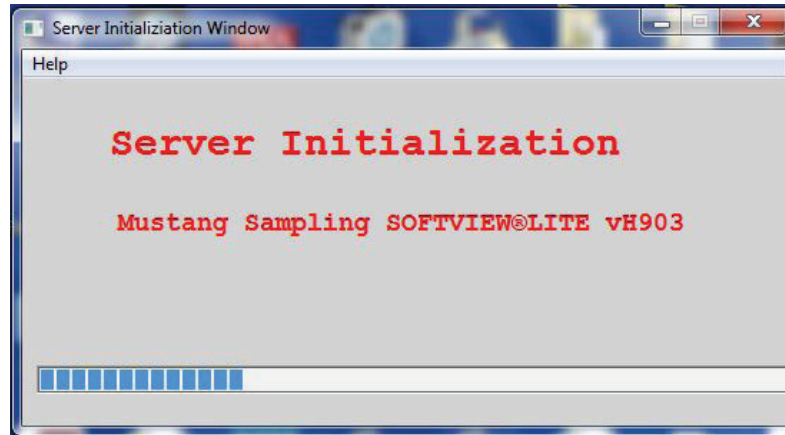 Server Initializiation Window
Help
Server Initialization
Mustang Sampling SOFTVIEW®LITE vH903